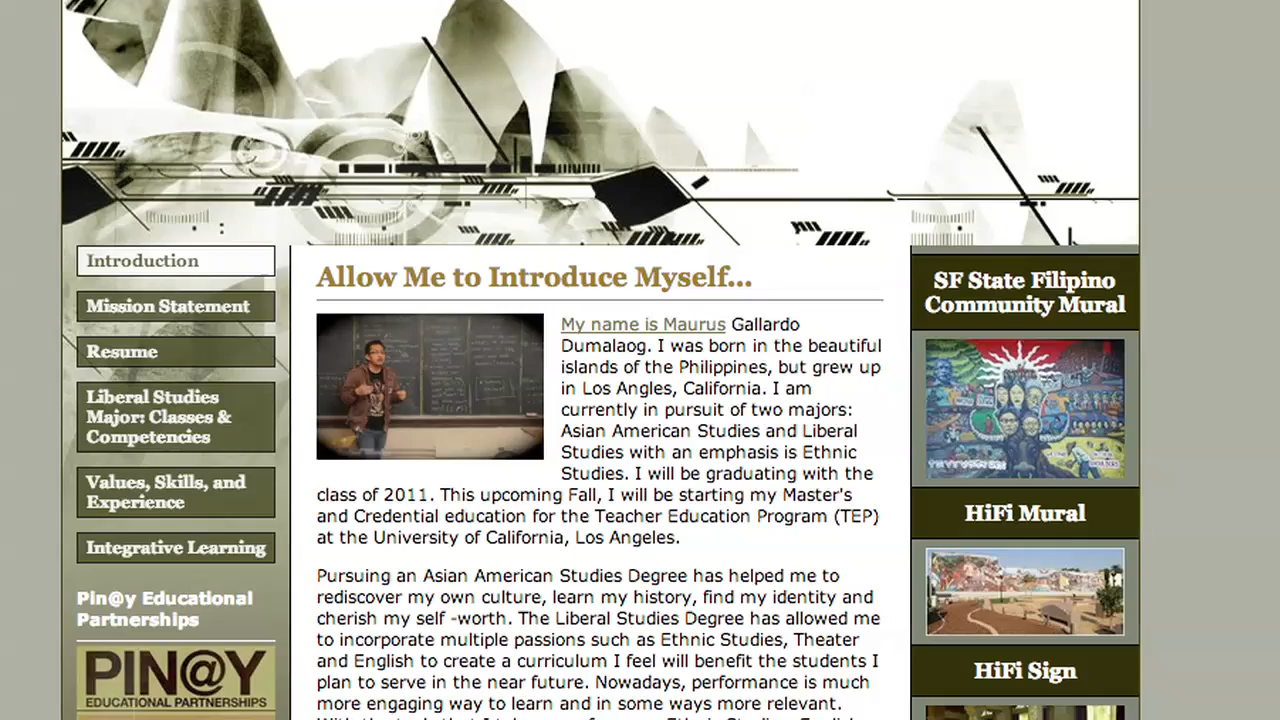 Introduction
Mission Statement
Resume
Liberal Studies
Major: Classes &
Competencies
Values, Skills, and
Experience
Integrative Learning
Pin@y Educational
Partnerships
PIN@Y
EDUCATIONAL PARTNERSHIPS
Allow Me to Introduce Myself...
My name is Maurus Gallardo
Dumalaog. I was born in the beautiful
islands of the Philippines, but grew up
in Los Angles, California. I am
currently in pursuit of two majors:
Asian American Studies and Liberal
Studies with an emphasis is Ethnic
Studies. I will be graduating with the
class of 2011. This upcoming Fall, I will be starting my Master's
and Credential education for the Teacher Education Program (TEP)
at the University of California, Los Angeles.
Pursuing an Asian American Studies Degree has helped me to
rediscover my own culture, learn my history, find my identity and
cherish my self -worth. The Liberal Studies Degree has allowed me
to incorporate multiple passions such as Ethnic Studies, Theater
and English to create a curriculum I feel will benefit the students I
plan to serve in the near future. Nowadays, performance is much
more engaging way to learn and in some ways more relevant.
SF State Filipino
Community Mural
HiFi Mural
HiFi Sign